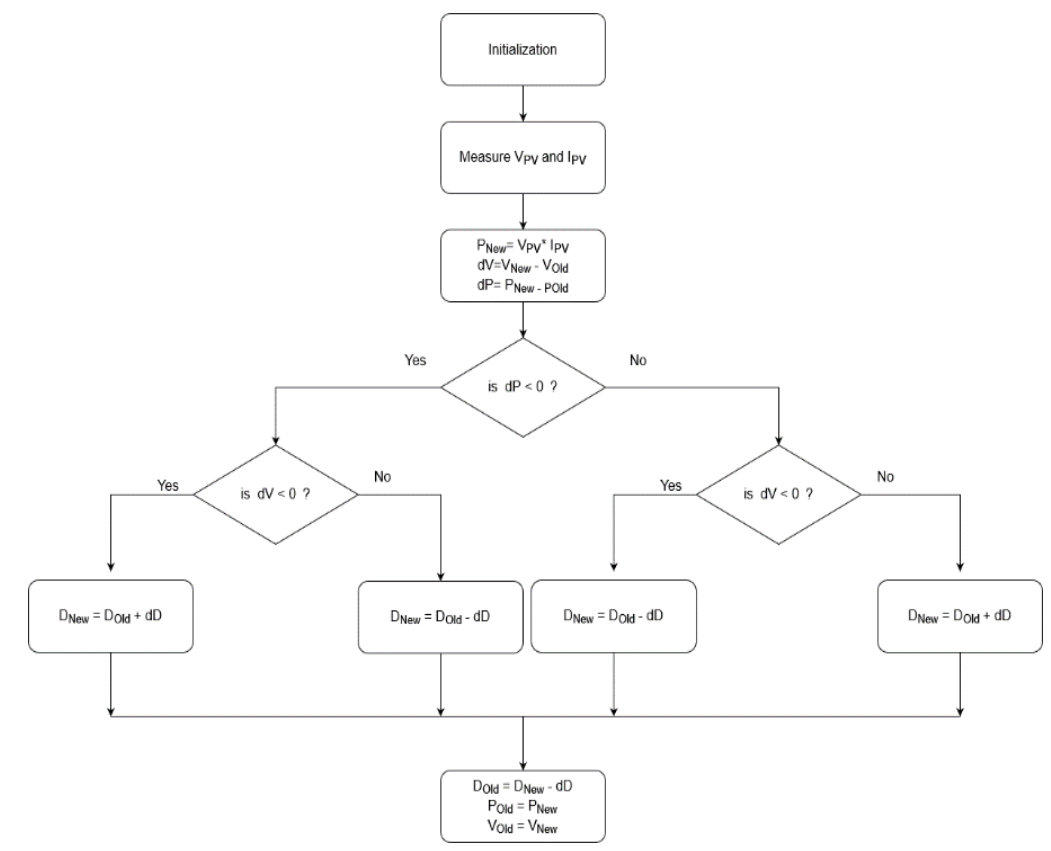 Initialization
Measure VPV and IPV
PNew= VPV* IPV
dV=VNew - VOld
dP= PNew - POld
Yes
No
is dP < 0 ?
Yes
is dV < 0 ?
No
Yes
is dV < 0 ?
No
DNew = DOld + dD
DNew = DOld - dD
DNew = DOld - dD
DNew = DOld + dD
DOld = DNew - dD
POld = PNew
VOld = VNew